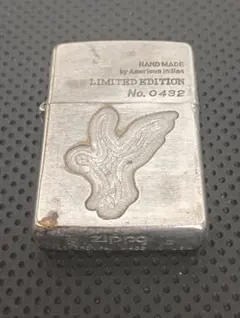 HAND MADE
by American Indian
LIMITED EDITION
No. 0432
Zippo